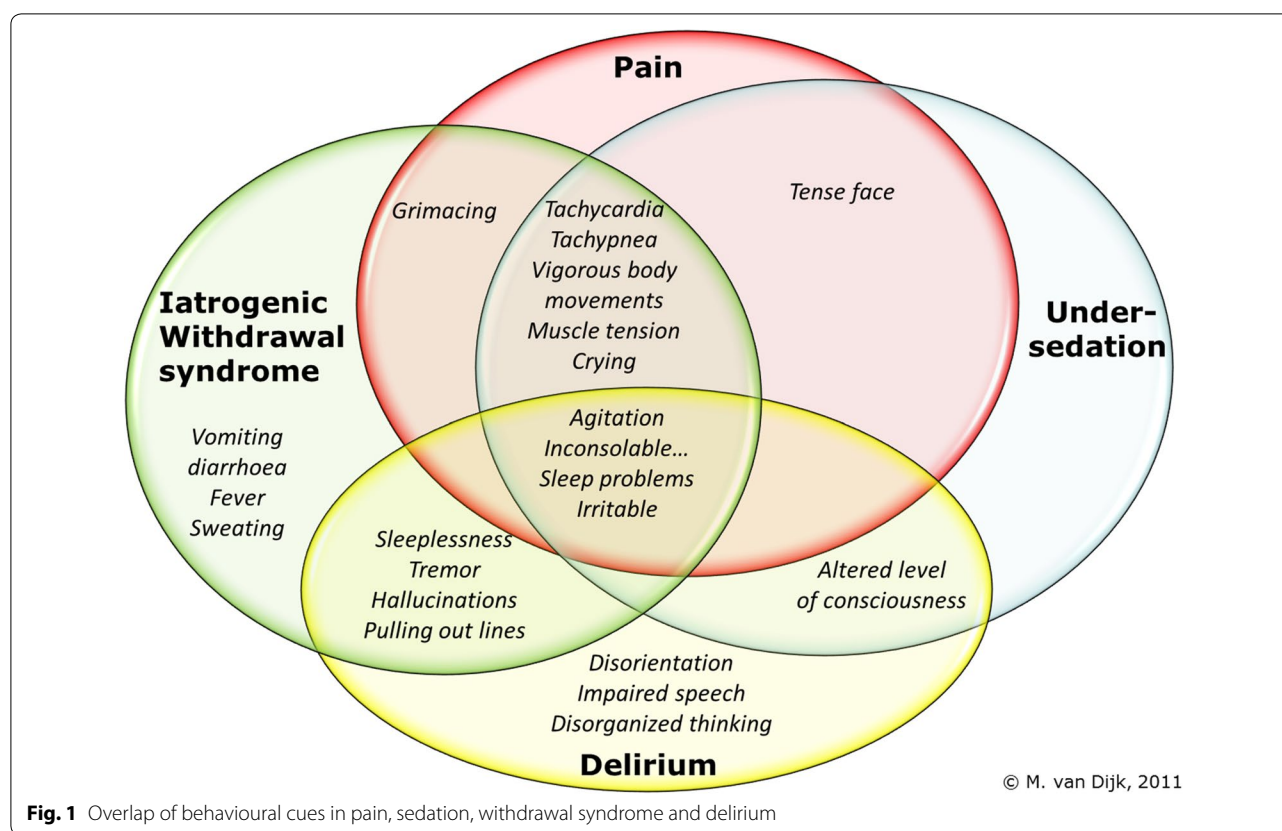 Pain
Tense face
Grimacing
Tachycardia
Tachypnea
Vigorous body
movements
Muscle tension
Crying
Iatrogenic
Withdrawal
syndrome
Under-
sedation
Vomiting
diarrhoea
Fever
Sweating
Agitation
Inconsolable...
Sleep problems
Irritable
Sleeplessness
Tremor
Hallucinations
Pulling out lines
Altered level
of consciousness
Disorientation
Impaired speech
Disorganized thinking
Delirium
© M. van Dijk, 2011
Fig. 1 Overlap of behavioural cues in pain, sedation, withdrawal syndrome and delirium